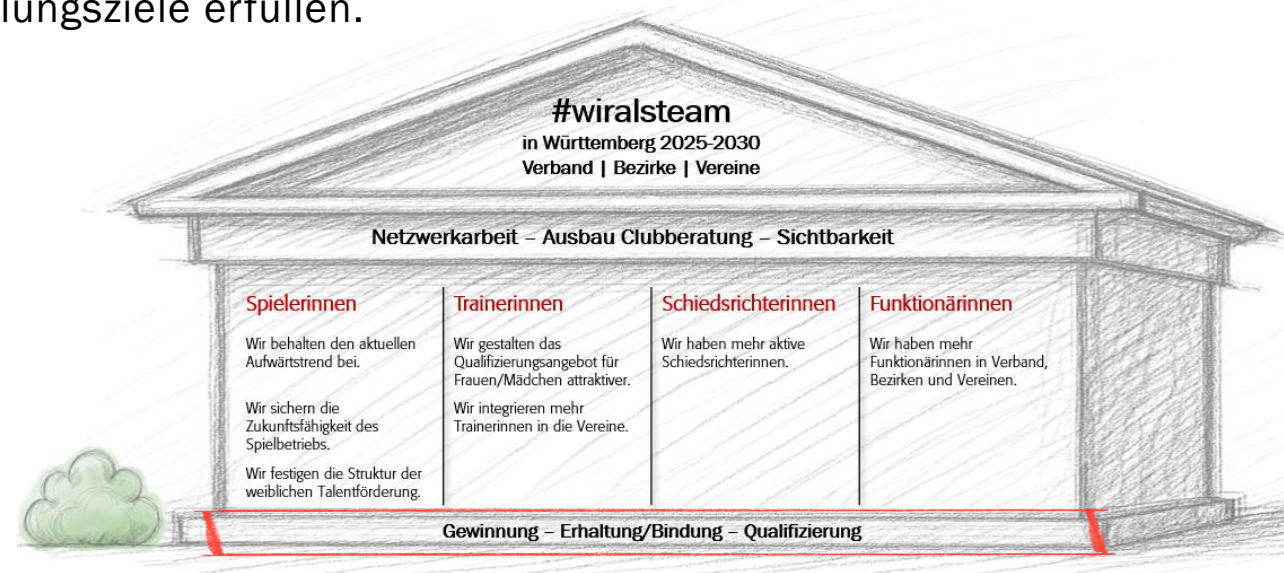 lungsziele erfüllen.
#wiralsteam
in Württemberg 2025-2030
Verband | Bezirke | Vereine
Netzwerkarbeit – Ausbau Clubberatung – Sichtbarkeit
Spielerinnen
Wir behalten den aktuellen
Aufwärtstrend bei.
Wir sichern die
Zukunftsfähigkeit des
Spielbetriebs.
Wir festigen die Struktur der
weiblichen Talentförderung.
Trainerinnen
Wir gestalten das
Qualifizierungsangebot für
Frauen/Mädchen attraktiver.
Wir integrieren mehr
Trainerinnen in die Vereine.
Schiedsrichterinnen
Wir haben mehr aktive
Schiedsrichterinnen.
Funktionärinnen
Wir haben mehr
Funktionärinnen in Verband,
Bezirken und Vereinen.
Gewinnung – Erhaltung/Bindung – Qualifizierung